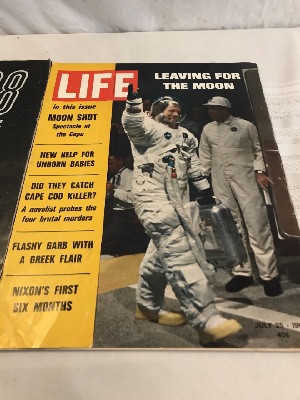 LIFE
LEAVING FOR
THE MOON
in this issue
MOON SHOT
Spectacle at
the Cape
NEW HELP FOR
UNBORN BABIES
DID THEY CATCH
CAPE COD KILLER?
A novelist probes the
four brutal murders
FLASHY GARB WITH
A GREEK FLAIR
NIXON'S FIRST
SIX MONTHS
JULY 25 · 196
40¢